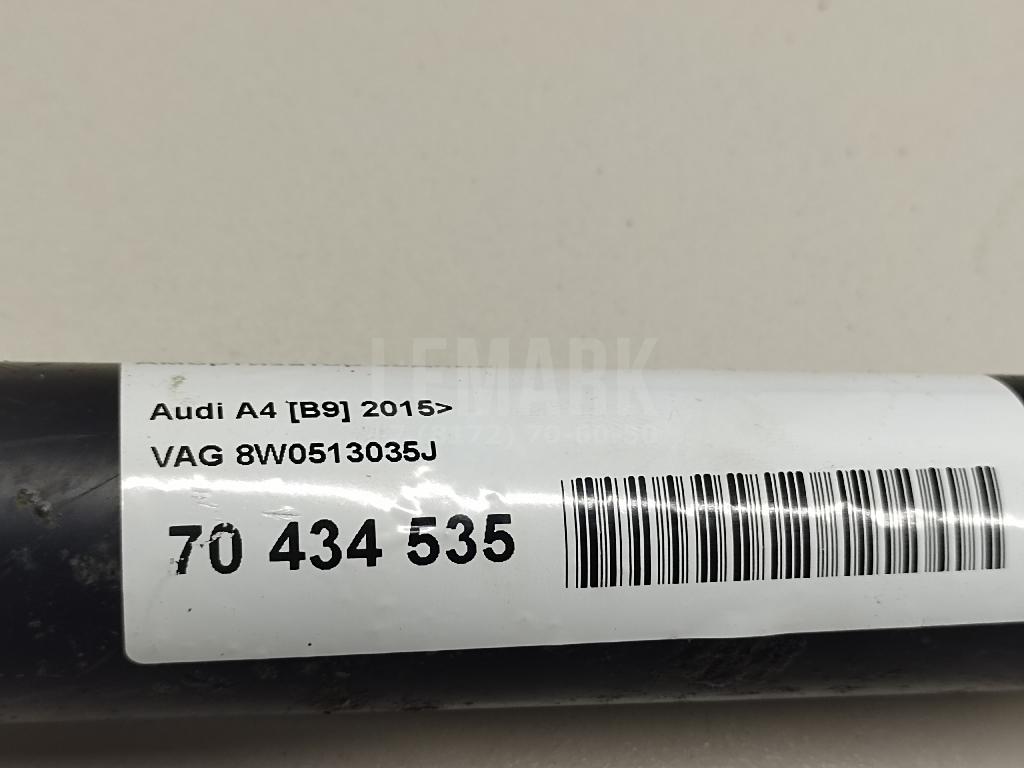 LEMARK
Audi A4 [B9] 2015>
VAG 8W0513035J
70 434 535